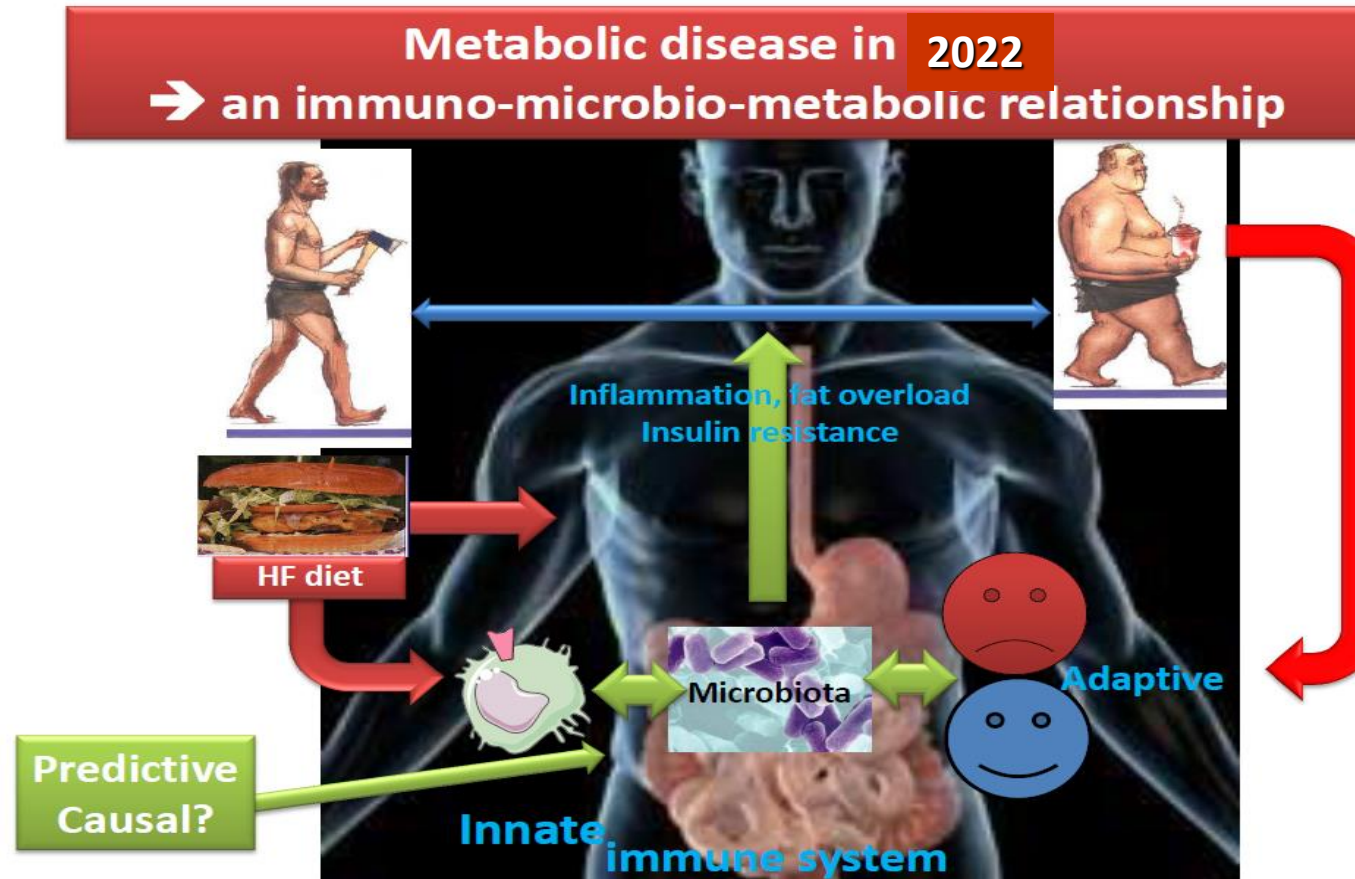 Metabolic disease in 2022
➔ an immuno-microbio-metabolic relationship
Inflammation, fat overload
Insulin resistance
HF diet
Microbiota
Adaptive
Predictive
Causal?
Innate
immune system